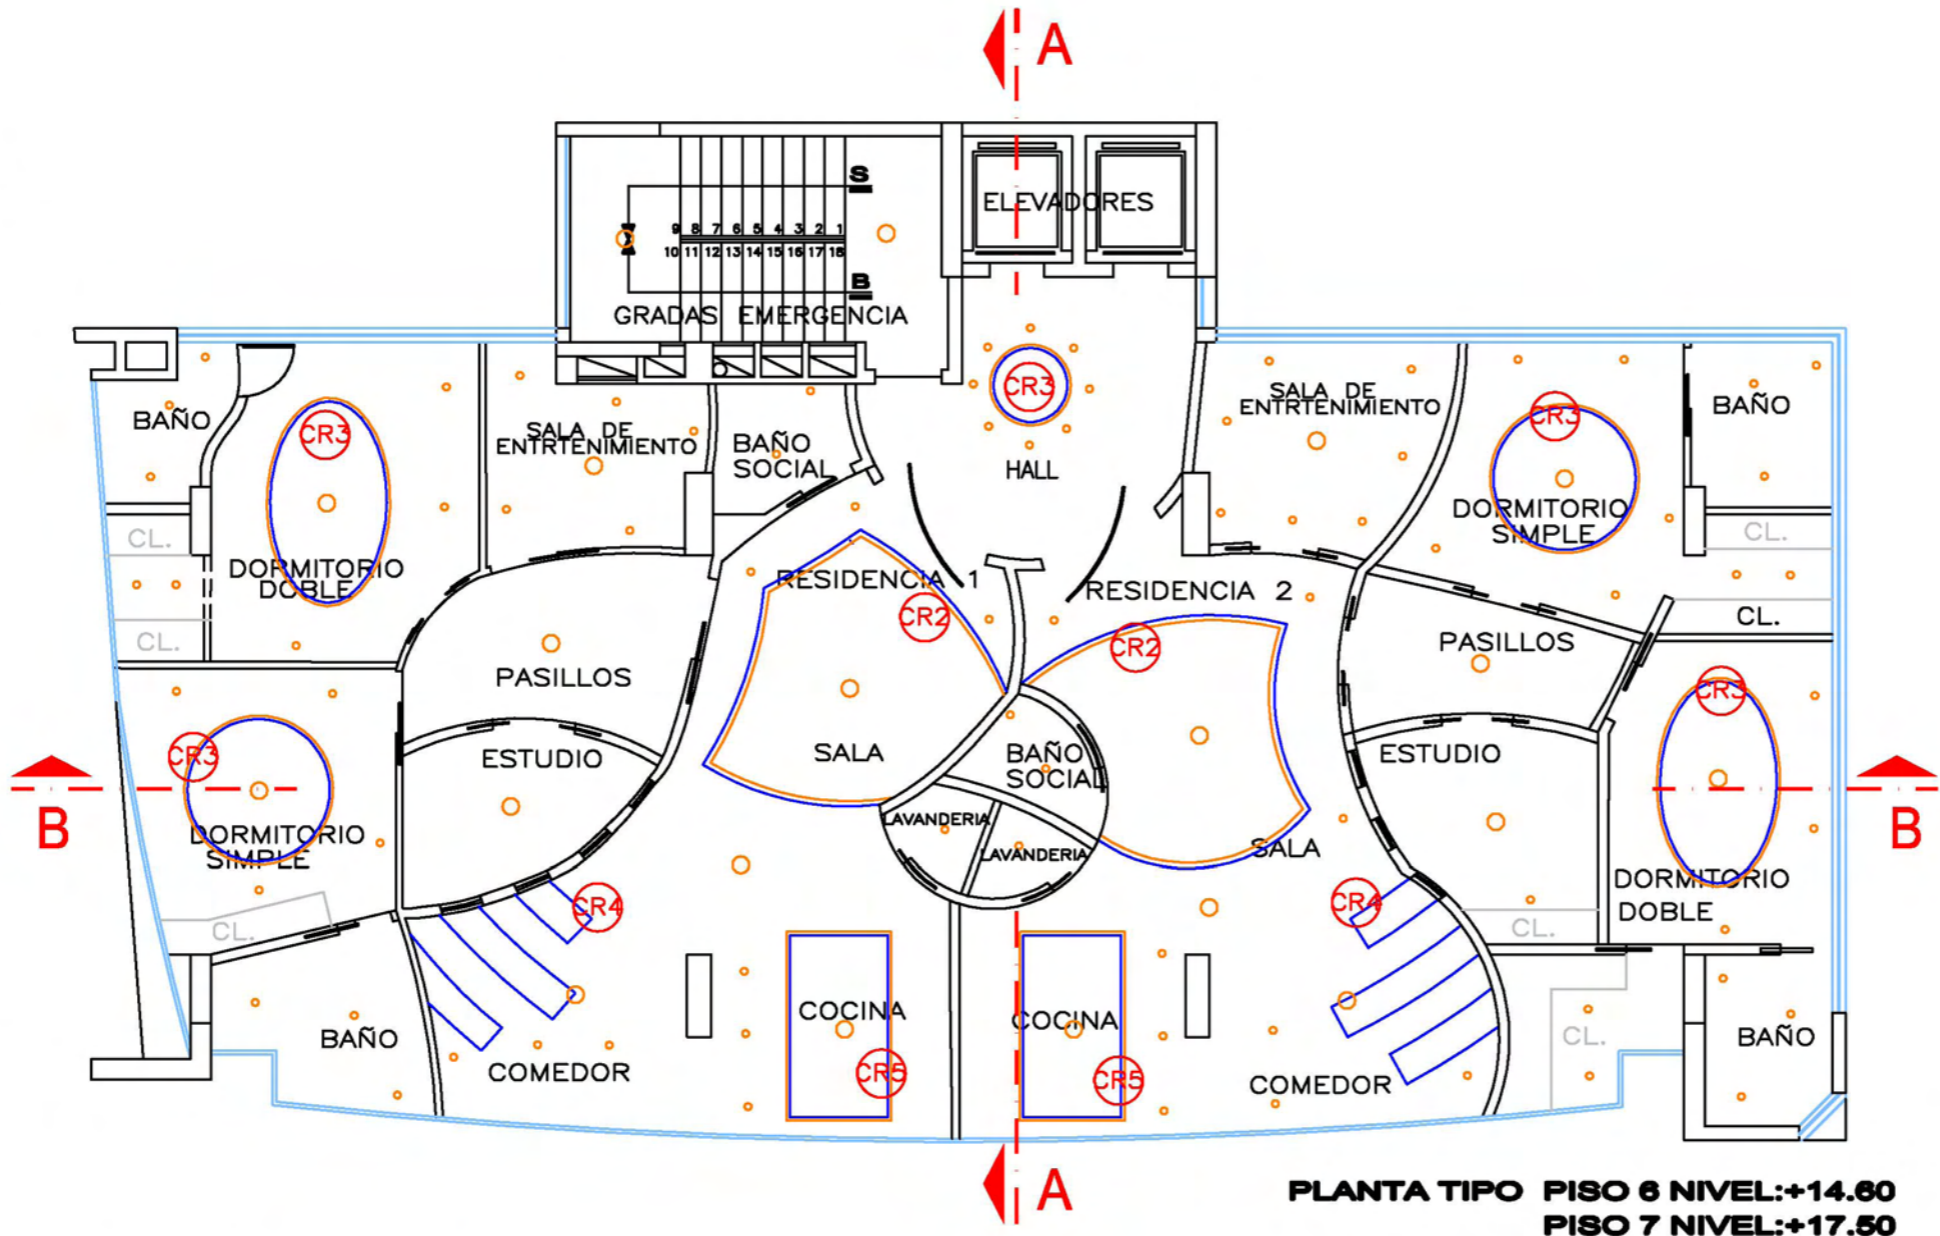 A
S
ELEVADORES
9 8 7 6 5 4 3 2 1
10 11 12 13 14 15 16 17 18
B
GRADAS EMERGENCIA
CR3
HALL
BAÑO
CR3
DORMITORIO
DOBLE
SALA DE
ENTRTENIMIENTO
BAÑO
SOCIAL
SALA DE
ENTRTENIMIENTO
CR3
DORMITORIO
SIMPLE
BAÑO
CL.
CL.
CL.
CL.
RESIDENCIA 1
CR2
RESIDENCIA 2
CR2
PASILLOS
PASILLOS
CR3
CR3
ESTUDIO
SALA
BAÑO
SOCIAL
ESTUDIO
B
B
DORMITORIO
SIMPLE
LAVANDERIA
LAVANDERIA
SALA
DORMITORIO
DOBLE
CL.
CR4
CR4
CL.
BAÑO
COMEDOR
COCINA
CR5
COCINA
CR5
COMEDOR
CL.
BAÑO
A
PLANTA TIPO PISO 6 NIVEL:+14.60
PISO 7 NIVEL:+17.50